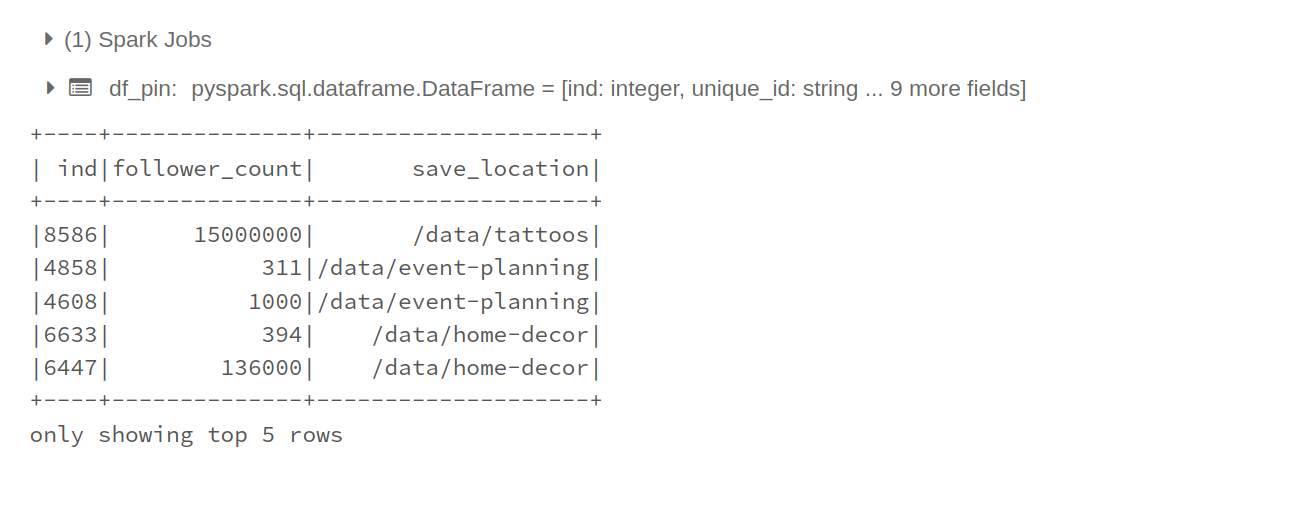 (1) Spark Jobs
df_pin: pyspark.sql.dataframe.DataFrame = [ind: integer, unique_id: string ... 9 more fields]
+----+--------------+--------------------+
| ind|follower_count|       save_location|
+----+--------------+--------------------+
|8586|      15000000|       /data/tattoos|
|4858|           311|/data/event-planning|
|4608|          1000|/data/event-planning|
|6633|           394|    /data/home-decor|
|6447|        136000|    /data/home-decor|
+----+--------------+--------------------+
only showing top 5 rows